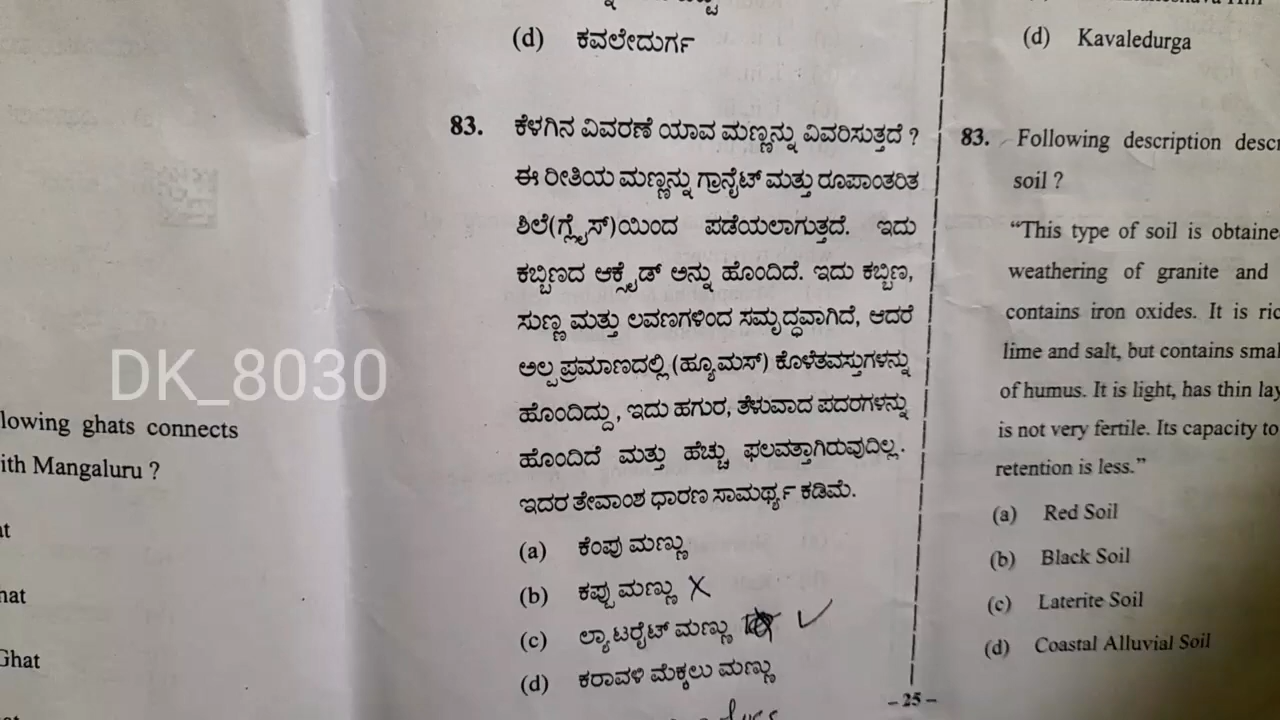 (d) ಕವಲೇದುರ್ಗ
83. ಕೆಳಗಿನ ವಿವರಣೆ ಯಾವ ಮಣ್ಣನ್ನು ವಿವರಿಸುತ್ತದೆ ?
ಈ ರೀತಿಯ ಮಣ್ಣನ್ನು ಗ್ರಾನೈಟ್ ಮತ್ತು ರೂಪಾಂತರಿತ
ಶಿಲೆ(ಗ್ನೈಸ್)ಯಿಂದ ಪಡೆಯಲಾಗುತ್ತದೆ. ಇದು
ಕಬ್ಬಿಣದ ಆಕ್ಸೈಡ್ ಅನ್ನು ಹೊಂದಿದೆ. ಇದು ಕಬ್ಬಿಣ,
ಸುಣ್ಣ ಮತ್ತು ಲವಣಗಳಿಂದ ಸಮೃದ್ಧವಾಗಿದೆ, ಆದರೆ
ಅಲ್ಪ ಪ್ರಮಾಣದಲ್ಲಿ (ಹ್ಯೂಮಸ್) ಕೊಳೆತವಸ್ತುಗಳನ್ನು
ಹೊಂದಿದ್ದು, ಇದು ಹಗುರ, ತೆಳುವಾದ ಪದರಗಳನ್ನು
ಹೊಂದಿದೆ ಮತ್ತು ಹೆಚ್ಚು ಫಲವತ್ತಾಗಿರುವುದಿಲ್ಲ.
ಇದರ ತೇವಾಂಶ ಧಾರಣ ಸಾಮರ್ಥ್ಯ ಕಡಿಮೆ.
(a) ಕೆಂಪು ಮಣ್ಣು
(b) ಕಪ್ಪು ಮಣ್ಣು
(c) ಲ್ಯಾಟರೈಟ್ ಮಣ್ಣು
(d) ಕರಾವಳಿ ಮೆಕ್ಕಲು ಮಣ್ಣು
– 25 –
(d) Kavaledurga
83. Following description descr
soil ?
“This type of soil is obtaine
weathering of granite and
contains iron oxides. It is ric
lime and salt, but contains smal
of humus. It is light, has thin lay
is not very fertile. Its capacity to
retention is less.”
(a) Red Soil
(b) Black Soil
(c) Laterite Soil
(d) Coastal Alluvial Soil
DK_8030
lowing ghats connects
ith Mangaluru ?
at
hat
Ghat